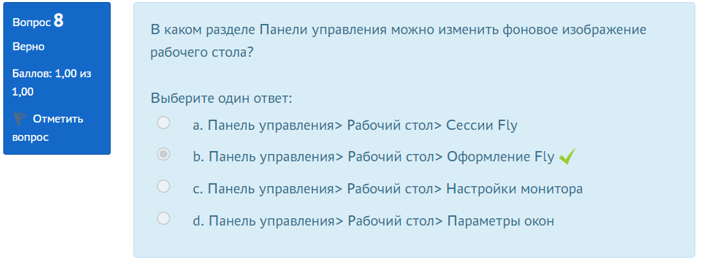 Вопрос 8
Верно
Баллов: 1,00 из
1,00
Отметить
вопрос
В каком разделе Панели управления можно изменить фоновое изображение
рабочего стола?
Выберите один ответ:
a. Панель управления> Рабочий стол> Сессии Fly
b. Панель управления> Рабочий стол> Оформление Fly
c. Панель управления> Рабочий стол> Настройки монитора
d. Панель управления> Рабочий стол> Параметры окон